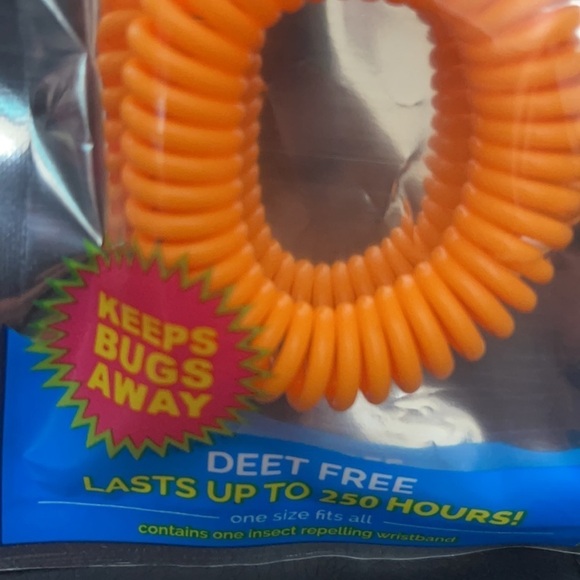 KEEPS
BUGS
AWAY
DEET FREE
LASTS UP TO 250 HOURS!
one size fits all
contains one insect repelling wristband